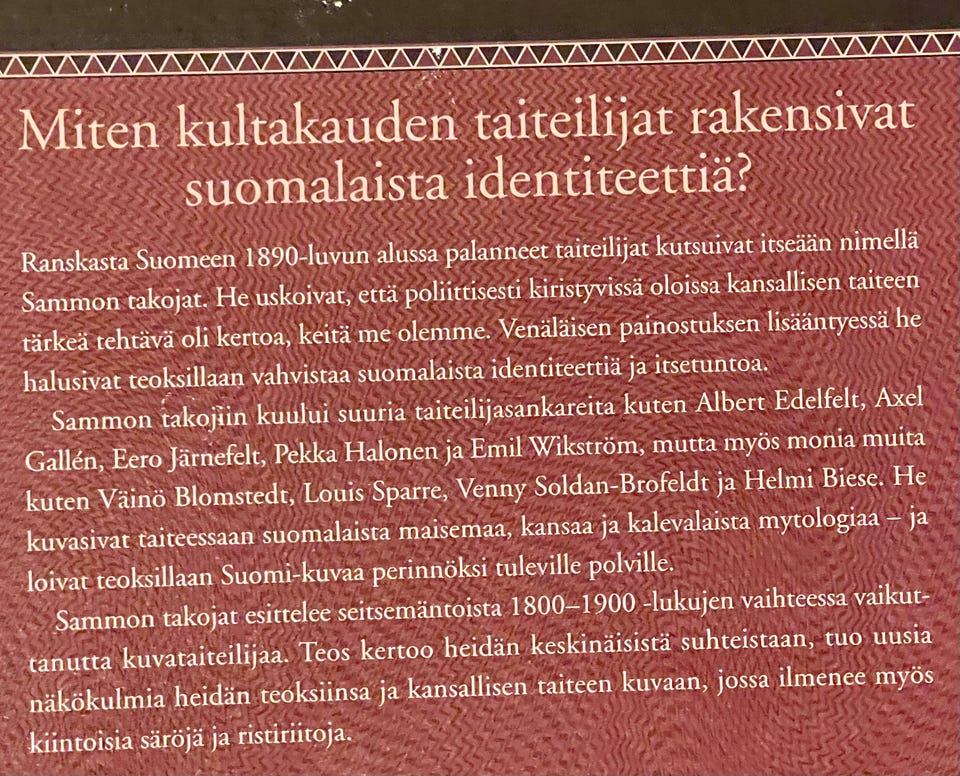 Miten kultakauden taiteilijat rakensivat
suomalaista identiteettiä?
Ranskasta Suomeen 1890-luvun alussa palanneet taiteilijat kutsuivat itseään nimellä
Sammon takojat. He uskoivat, että poliittisesti kiristyvissä oloissa kansallisen taiteen
tärkeä tehtävä oli kertoa, keitä me olemme. Venäläisen painostuksen lisääntyessä he
halusivat teoksillaan vahvistaa suomalaista identiteettiä ja itsetuntoa.
Sammon takojiin kuului suuria taiteilijasankareita kuten Albert Edelfelt, Axel
Gallén, Eero Järnefelt, Pekka Halonen ja Emil Wikström, mutta myös monia muita
kuten Väinö Blomstedt, Louis Sparre, Venny Soldan-Brofeldt ja Helmi Biese. He
kuvasivat taiteessaan suomalaista maisemaa, kansaa ja kalevalaista mytologiaa – ja
loivat teoksillaan Suomi-kuvaa perinnöksi tuleville polville.
Sammon takojat esittelee seitsemäntoista 1800–1900 -lukujen vaihteessa vaikut-
tanutta kuvataiteilijaa. Teos kertoo heidän keskinäisistä suhteistaan, tuo uusia
näkökulmia heidän teoksiinsa ja kansallisen taiteen kuvaan, jossa ilmenee myös
kiintoisia säröjä ja ristiriitoja.